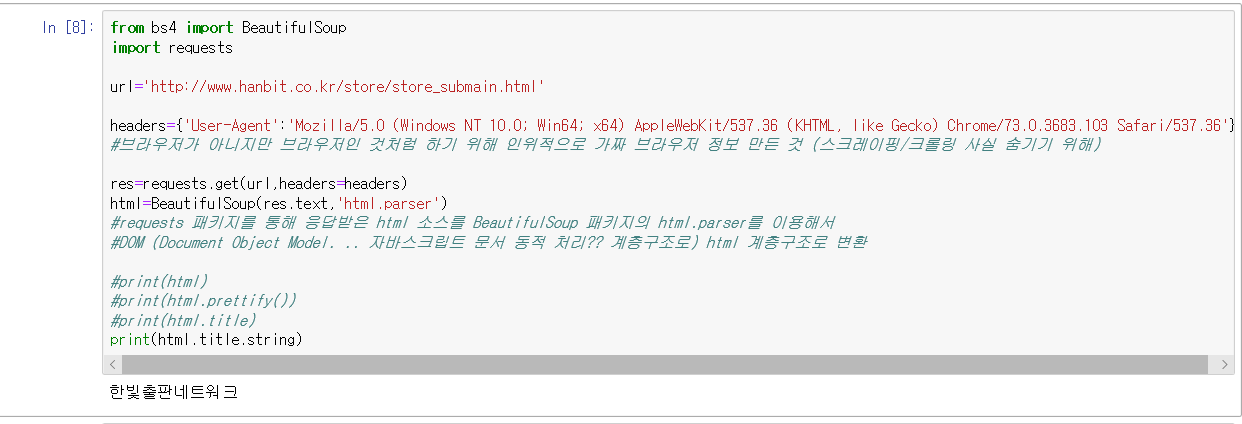 In [8]:
from bs4 import BeautifulSoup
import requests
url='http://www.hanbit.co.kr/store/store_submain.html'
headers={'User-Agent':'Mozilla/5.0 (Windows NT 10.0; Win64; x64) AppleWebKit/537.36 (KHTML, like Gecko) Chrome/73.0.3683.103 Safari/537.36'}
#브라우저가 아니지만 브라우저인 것처럼 하기 위해 인위적으로 가짜 브라우저 정보 만든 것 (스크레이핑/크롤링 사실 숨기기 위해)
res=requests.get(url,headers=headers)
html=BeautifulSoup(res.text,'html.parser')
#requests 패키지를 통해 응답받은 html 소스를 BeautifulSoup 패키지의 html.parser를 이용해서
#DOM (Document Object Model. .. 자바스크립트 문서 동적 처리?? 계층구조로) html 계층구조로 변환
#print(html)
#print(html.prettify())
#print(html.title)
print(html.title.string)
한빛출판네트워크